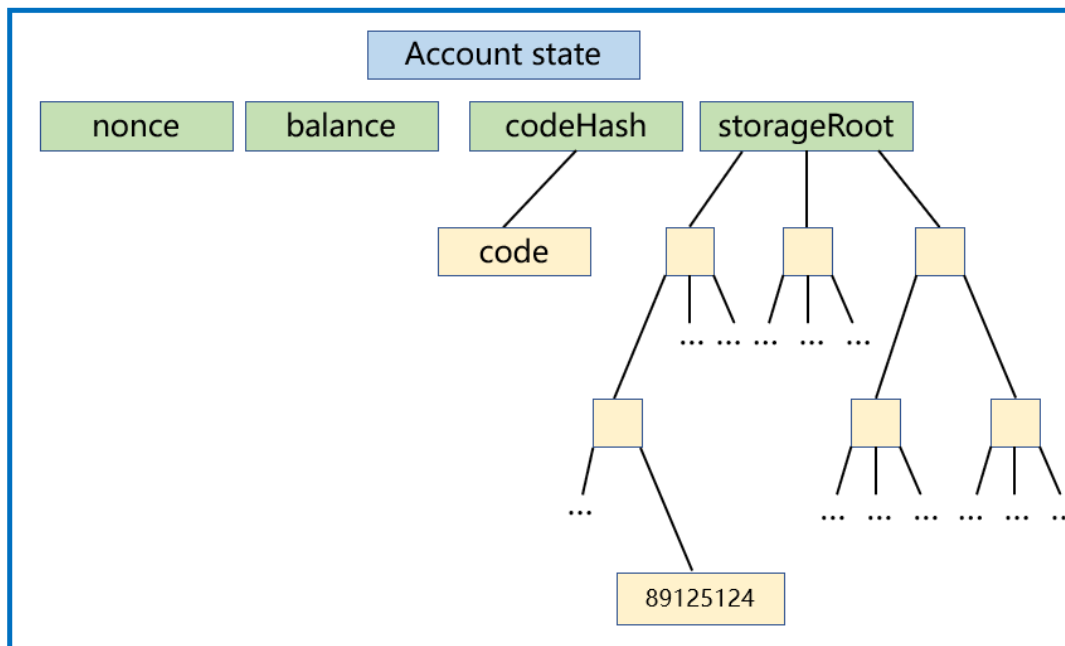 Account state
nonce balance codeHash storageRoot
code
... ... ... ... ...
...
... ... ... ... ... ...
89125124